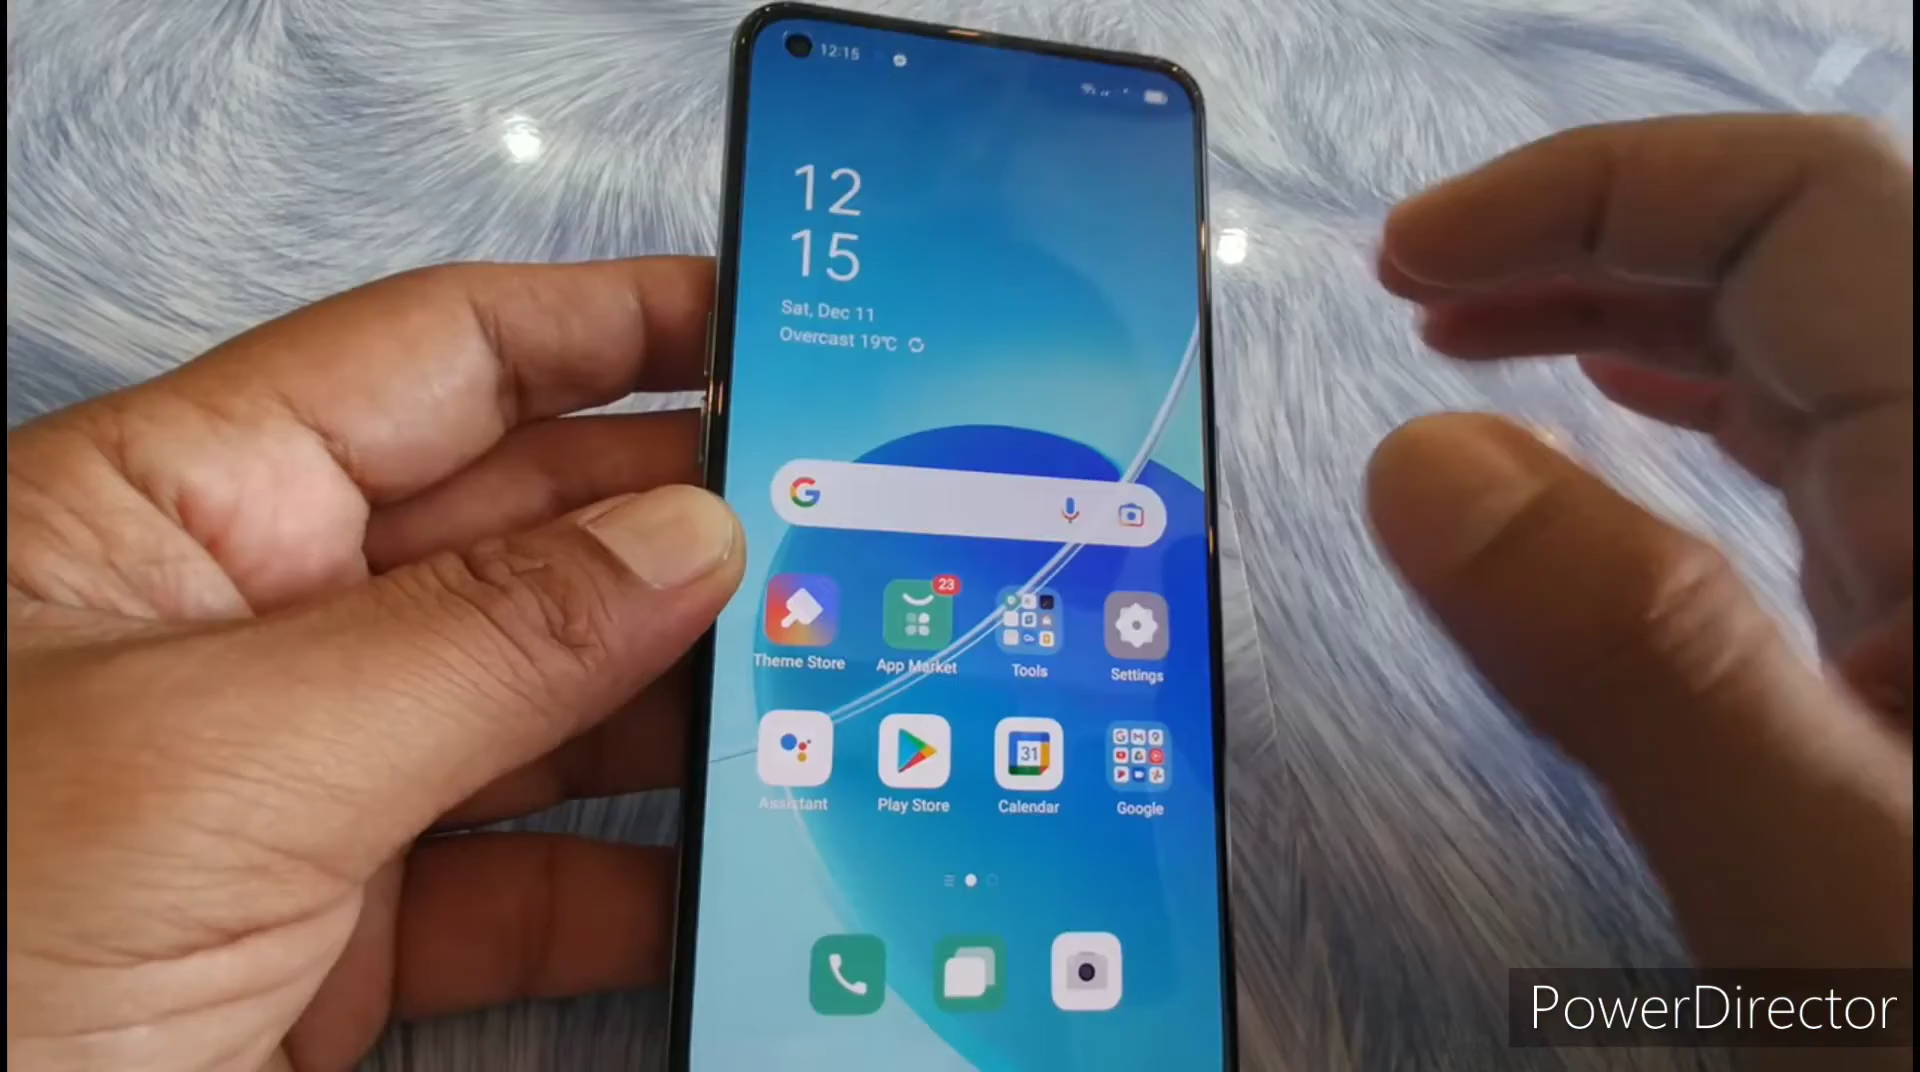 12:15
12
15
Sat, Dec 11
Overcast 19℃
G
23
Theme Store
App Market
Tools
Settings
31
Assistant
Play Store
Calendar
Google
PowerDirector